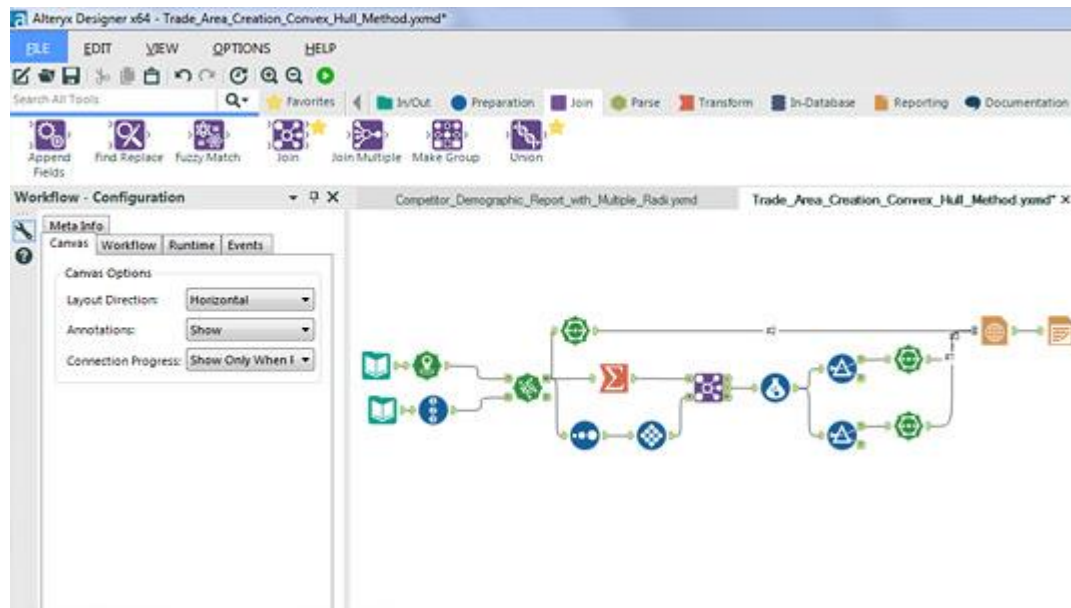 Alteryx Designer x64 - Trade_Area_Creation_Convex_Hull_Method.yxmd*
FILE EDIT VIEW OPTIONS HELP
Search All Tools Favorites In/Out Preparation Join Parse Transform In-Database Reporting Documentation
Append Fields Find Replace Fuzzy Match Join Join Multiple Make Group Union
Workflow - Configuration
Competitor_Demographic_Report_with_Multiple_Radii.yxmd Trade_Area_Creation_Convex_Hull_Method.yxmd* X
Meta Info
Canvas Workflow Runtime Events
Canvas Options
Layout Direction: Horizontal
Annotations: Show
Connection Progress: Show Only When R